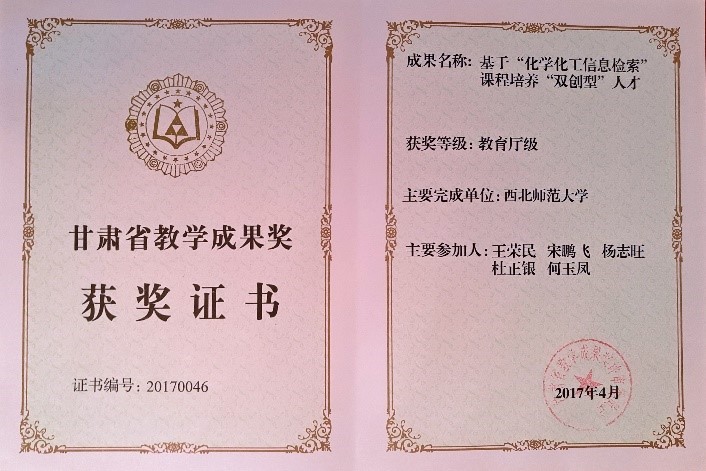 甘肃省教学成果奖
获奖证书
证书编号: 20170046
成果名称: 基于“化学化工信息检索”
课程培养“双创型”人才
获奖等级: 教育厅级
主要完成单位: 西北师范大学
主要参加人: 王荣民 宋鹏飞 杨志旺
杜正银 何玉凤
2017年4月